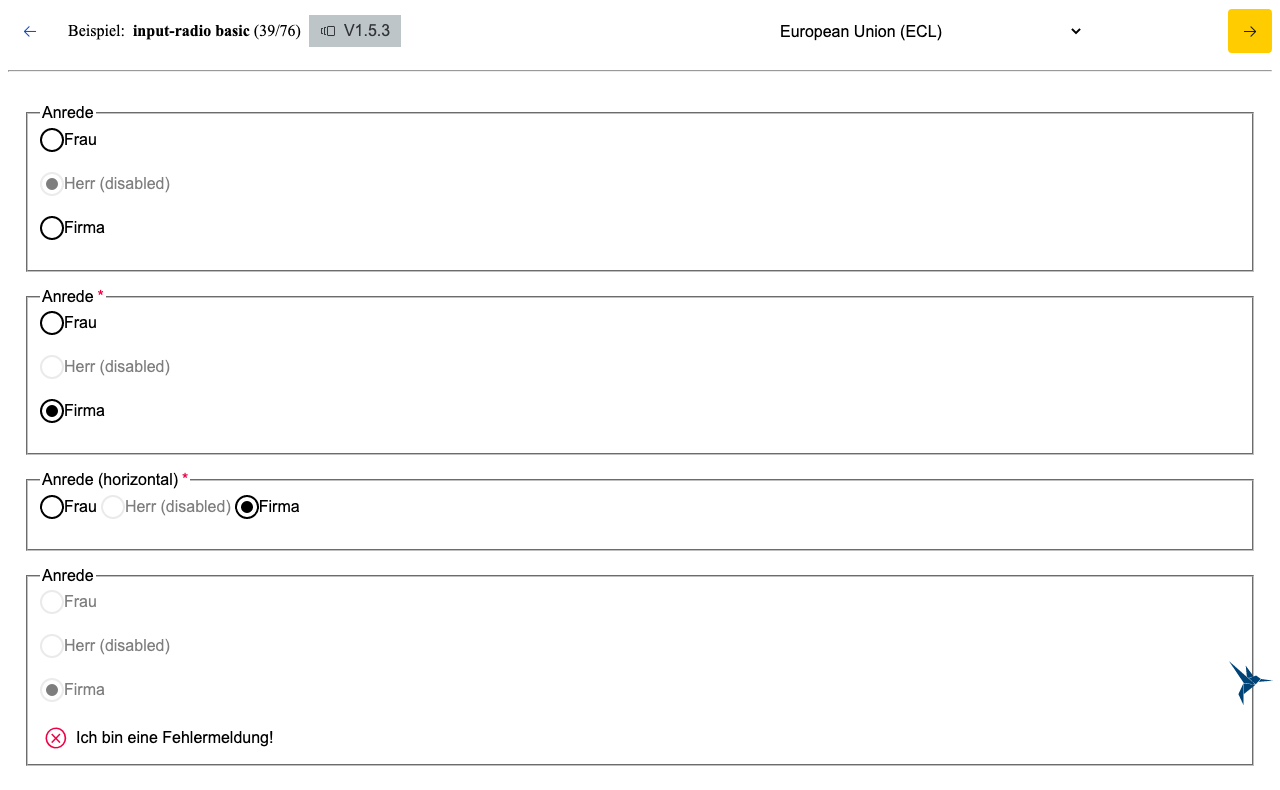 Beispiel: input-radio basic (39/76) V1.5.3 European Union (ECL)
Anrede
Frau
Herr (disabled)
Firma
Anrede *
Frau
Herr (disabled)
Firma
Anrede (horizontal) *
Frau Herr (disabled) Firma
Anrede
Frau
Herr (disabled)
Firma
Ich bin eine Fehlermeldung!